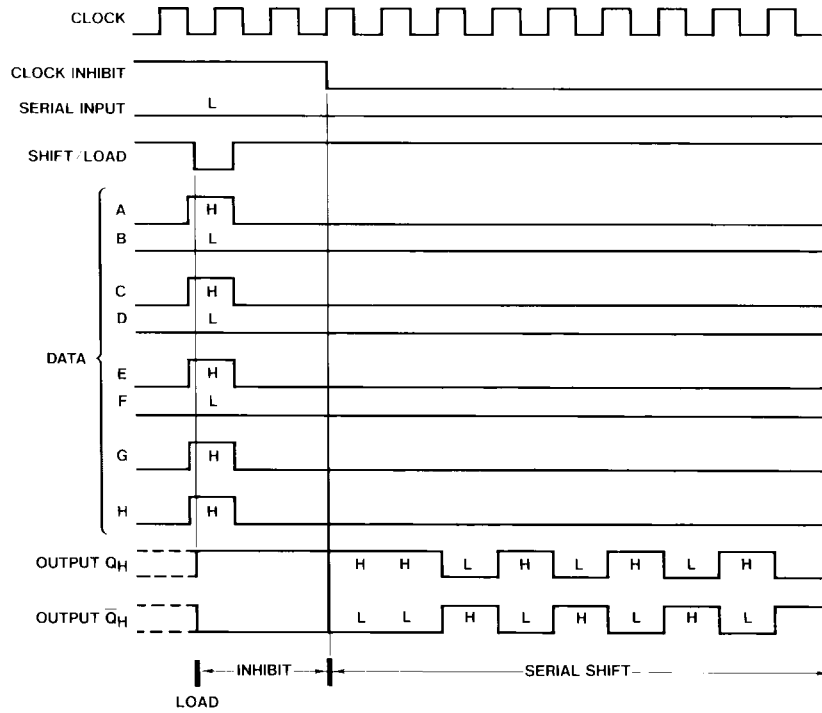 CLOCK
CLOCK INHIBIT
SERIAL INPUT L
SHIFT/LOAD
A H
B L
C H
D L
DATA
E H
F L
G H
H H
OUTPUT QH H H L H L H L H
OUTPUT Q̅H L L H L H L H L
INHIBIT SERIAL SHIFT
LOAD